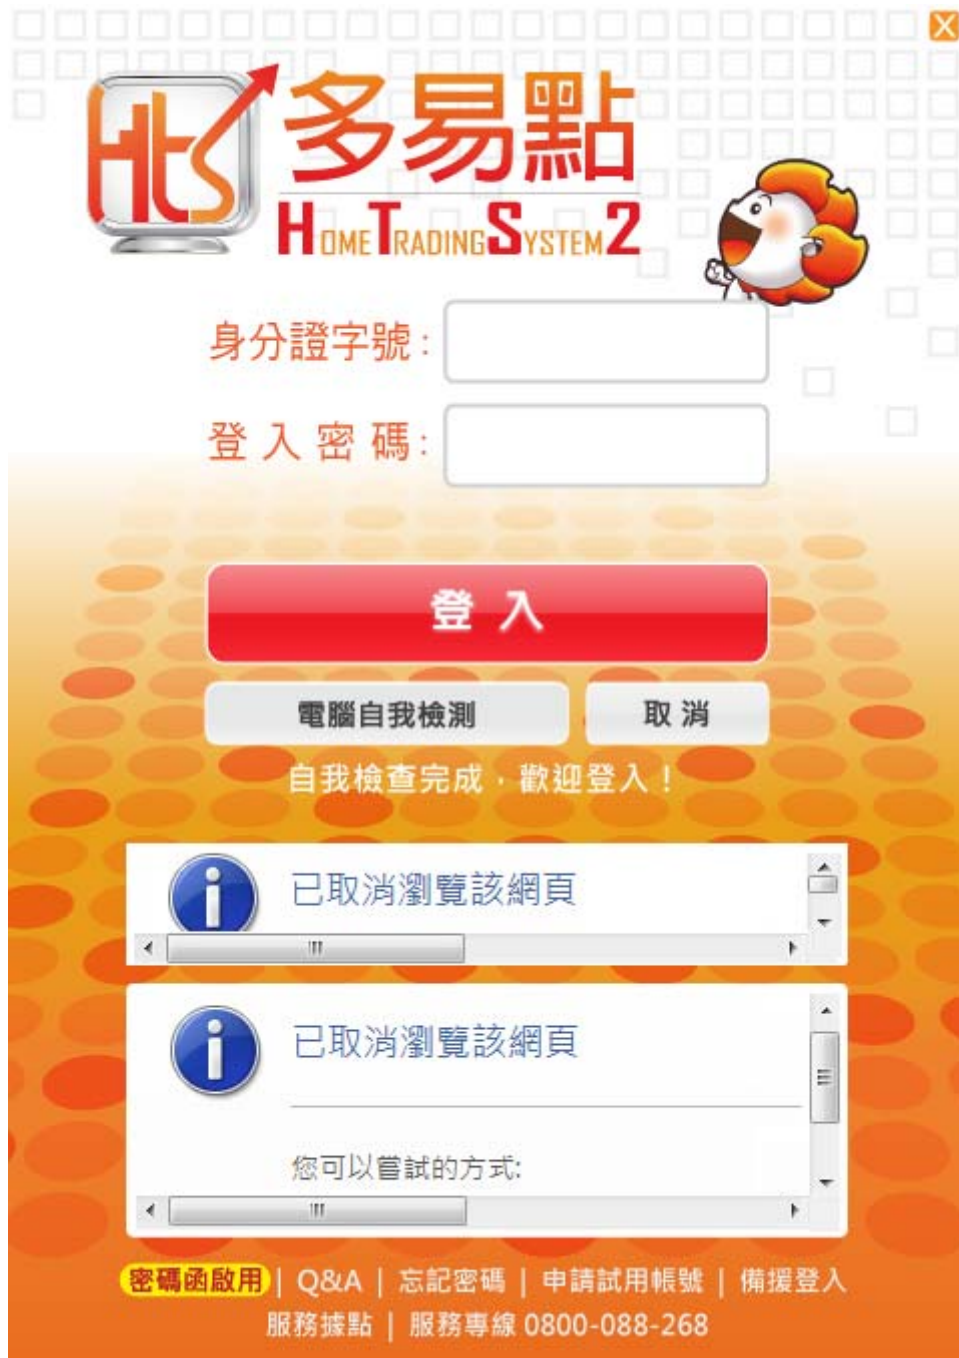 X
Hts 多易點
HOME TRADING SYSTEM 2
身分證字號：
登入密碼：
登入
電腦自我檢測 取消
自我檢查完成，歡迎登入！
已取消瀏覽該網頁
已取消瀏覽該網頁
您可以嘗試的方式:
密碼函啟用 | Q&A | 忘記密碼 | 申請試用帳號 | 備援登入
服務據點 | 服務專線 0800-088-268